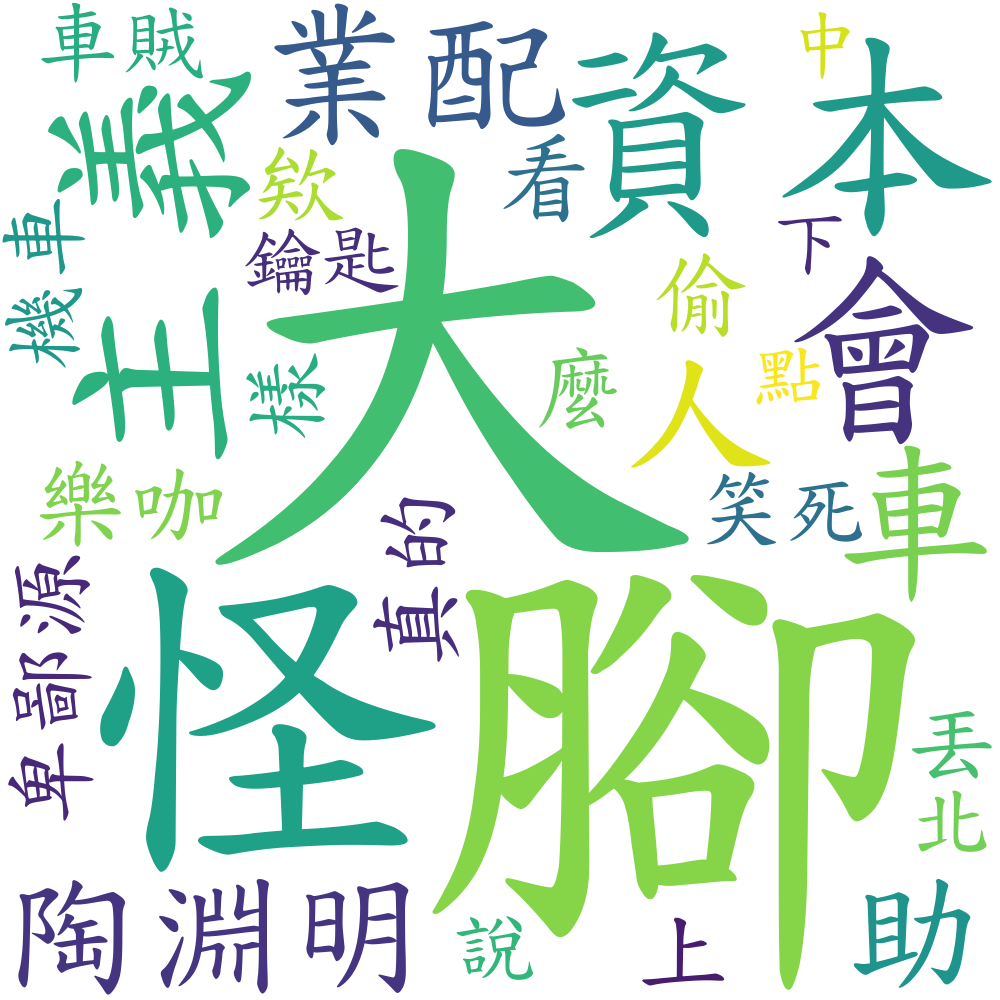 車賊
業配
資
本
中
義
欸
看
機車
鑰匙
大
偷
下
會
主
樣
麼
人
點
樂咖
真的
笑死
車
卑鄙源
怪
腳
丟
北
陶淵明
說
上
助